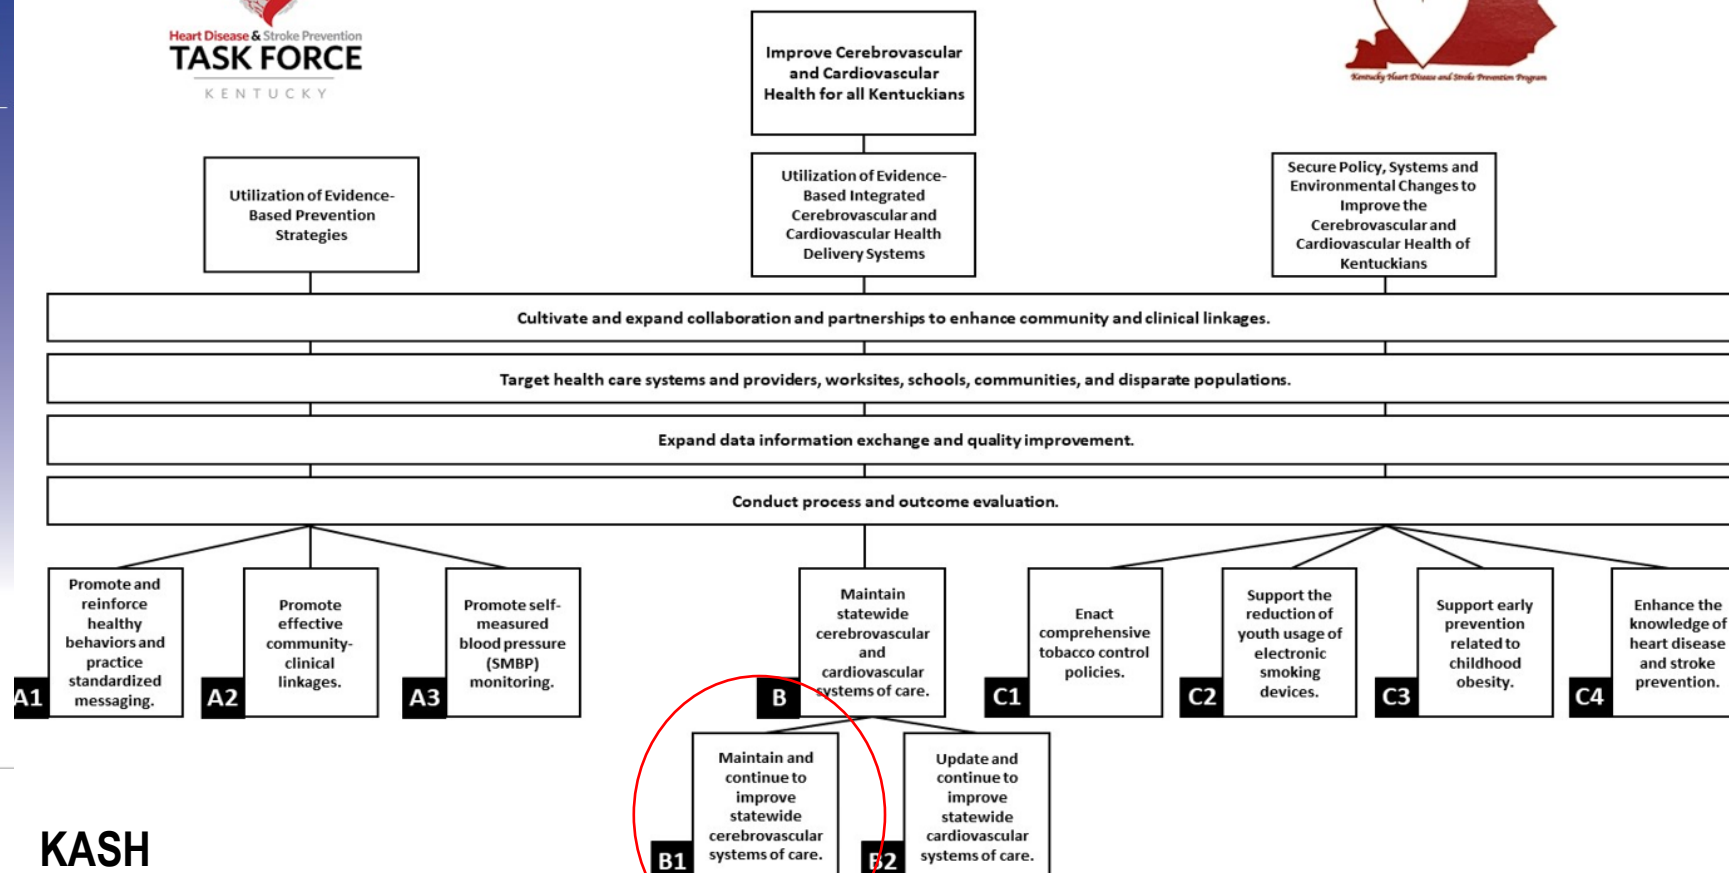 Heart Disease & Stroke Prevention
TASK FORCE
KENTUCKY
Improve Cerebrovascular
and Cardiovascular
Health for all Kentuckians
Kentucky Heart Disease and Stroke Prevention Program
Utilization of Evidence-
Based Prevention
Strategies
Utilization of Evidence-
Based Integrated
Cerebrovascular and
Cardiovascular Health
Delivery Systems
Secure Policy, Systems and
Environmental Changes to
Improve the
Cerebrovascular and
Cardiovascular Health of
Kentuckians
Cultivate and expand collaboration and partnerships to enhance community and clinical linkages.
Target health care systems and providers, worksites, schools, communities, and disparate populations.
Expand data information exchange and quality improvement.
Conduct process and outcome evaluation.
Promote and
reinforce
healthy
behaviors and
practice
standardized
messaging.
A1
Promote
effective
community-
clinical
linkages.
A2
Promote self-
measured
blood pressure
(SMBP)
monitoring.
A3
Maintain
statewide
cerebrovascular
and
cardiovascular
systems of care.
B
Enact
comprehensive
tobacco control
policies.
C1
Support the
reduction of
youth usage of
electronic
smoking
devices.
C2
Support early
prevention
related to
childhood
obesity.
C3
Enhance the
knowledge of
heart disease
and stroke
prevention.
C4
Maintain and
continue to
improve
statewide
cerebrovascular
systems of care.
B1
Update and
continue to
improve
statewide
cardiovascular
systems of care.
B2
KASH